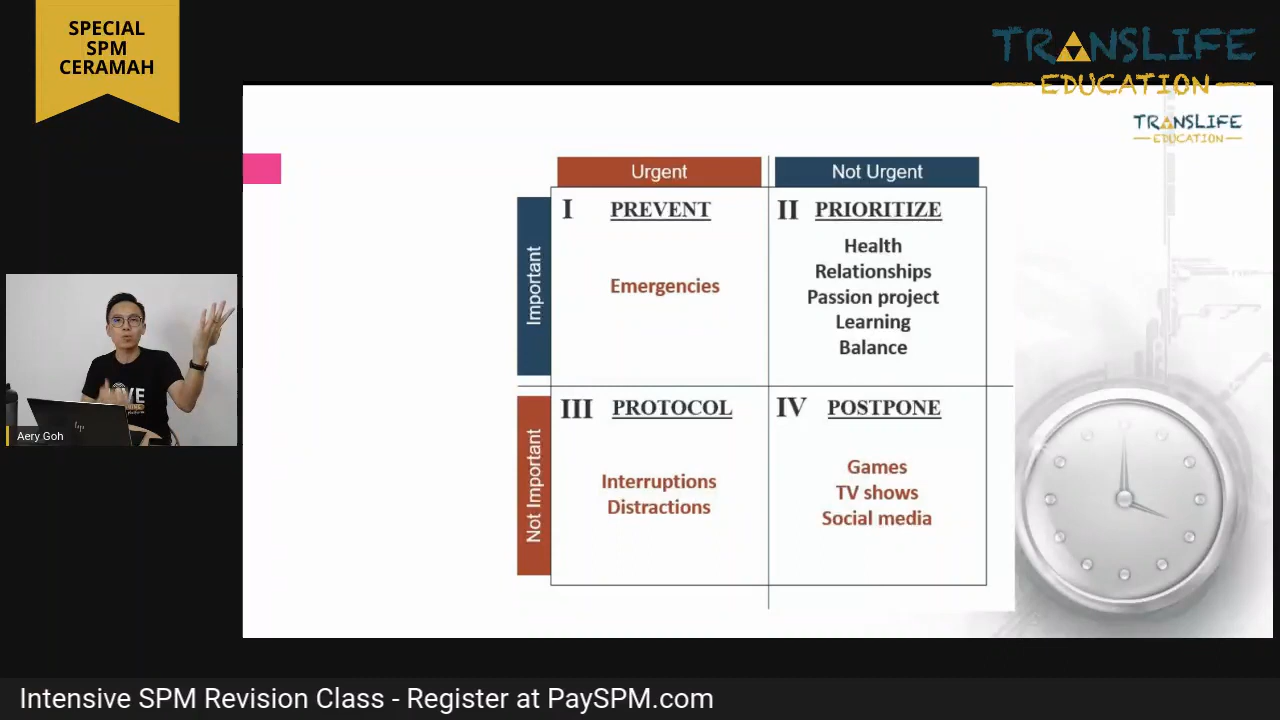 SPECIAL
SPM
CERAMAH
TRANSLIFE
EDUCATION
TRANSLIFE
EDUCATION
Urgent
Not Urgent
Important
I PREVENT
Emergencies
II PRIORITIZE
Health
Relationships
Passion project
Learning
Balance
Not Important
III PROTOCOL
Interruptions
Distractions
IV POSTPONE
Games
TV shows
Social media
hp
Aery Goh
Intensive SPM Revision Class - Register at PaySPM.com